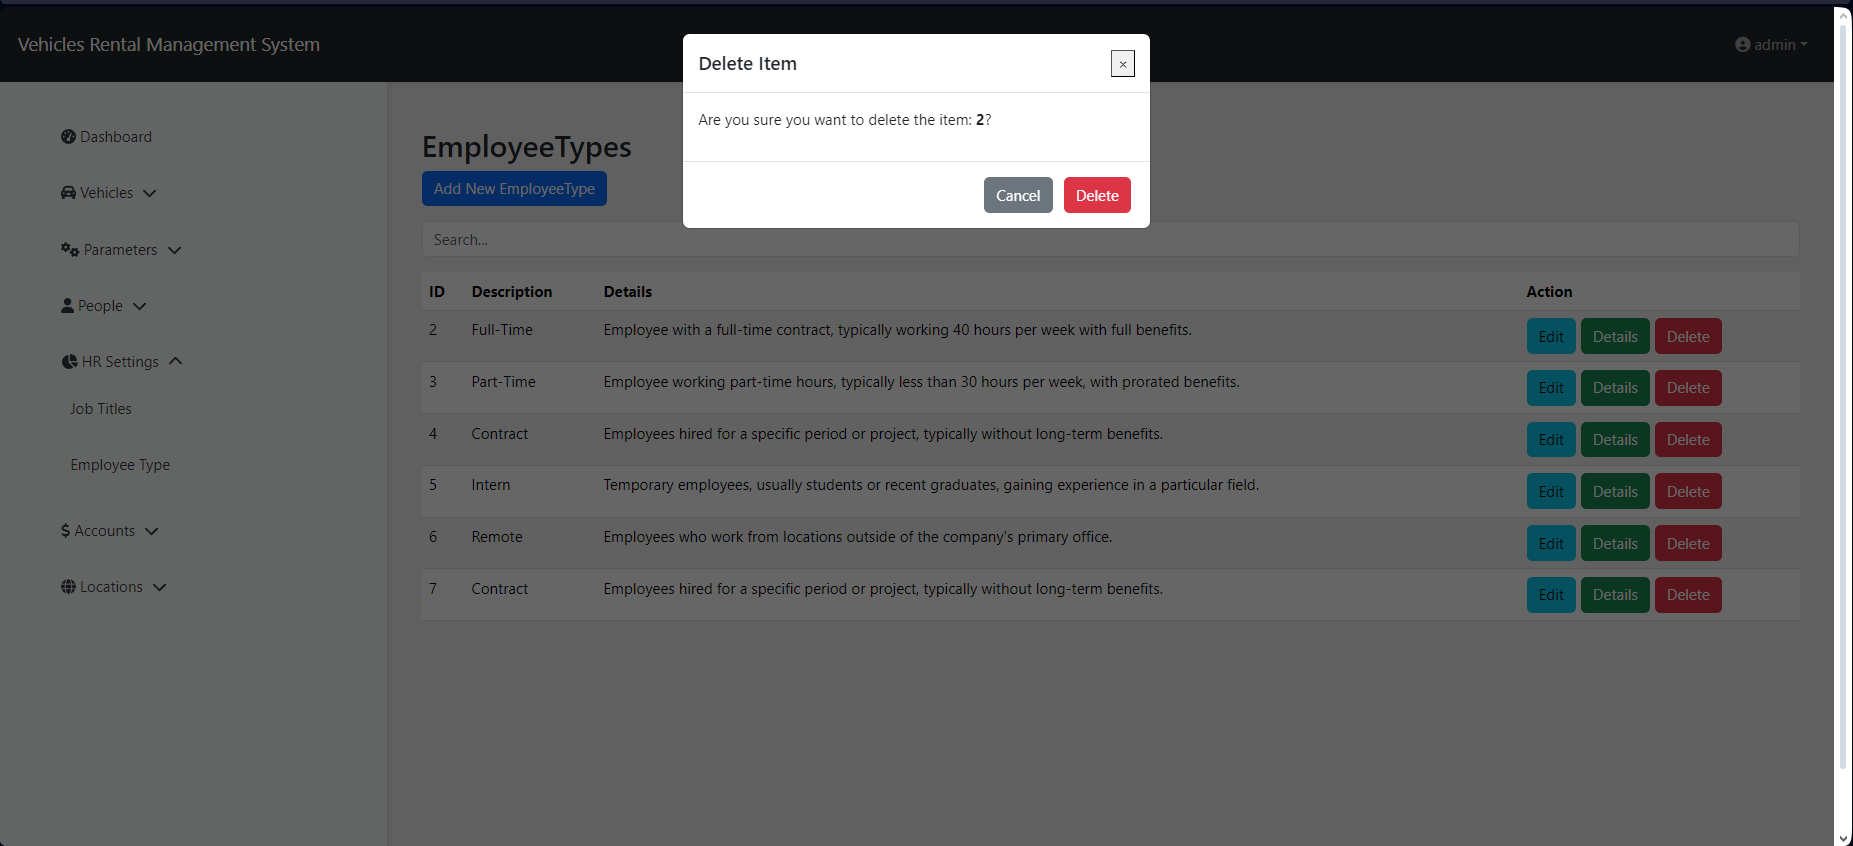 Vehicles Rental Management System
admin
Delete Item
×
Are you sure you want to delete the item: 2?
Cancel Delete
Dashboard
Vehicles
Parameters
People
HR Settings
Job Titles
Employee Type
Accounts
Locations
EmployeeTypes
Add New EmployeeType
Search...
ID Description Details Action
2 Full-Time Employee with a full-time contract, typically working 40 hours per week with full benefits. Edit Details Delete
3 Part-Time Employee working part-time hours, typically less than 30 hours per week, with prorated benefits. Edit Details Delete
4 Contract Employees hired for a specific period or project, typically without long-term benefits. Edit Details Delete
5 Intern Temporary employees, usually students or recent graduates, gaining experience in a particular field. Edit Details Delete
6 Remote Employees who work from locations outside of the company's primary office. Edit Details Delete
7 Contract Employees hired for a specific period or project, typically without long-term benefits. Edit Details Delete